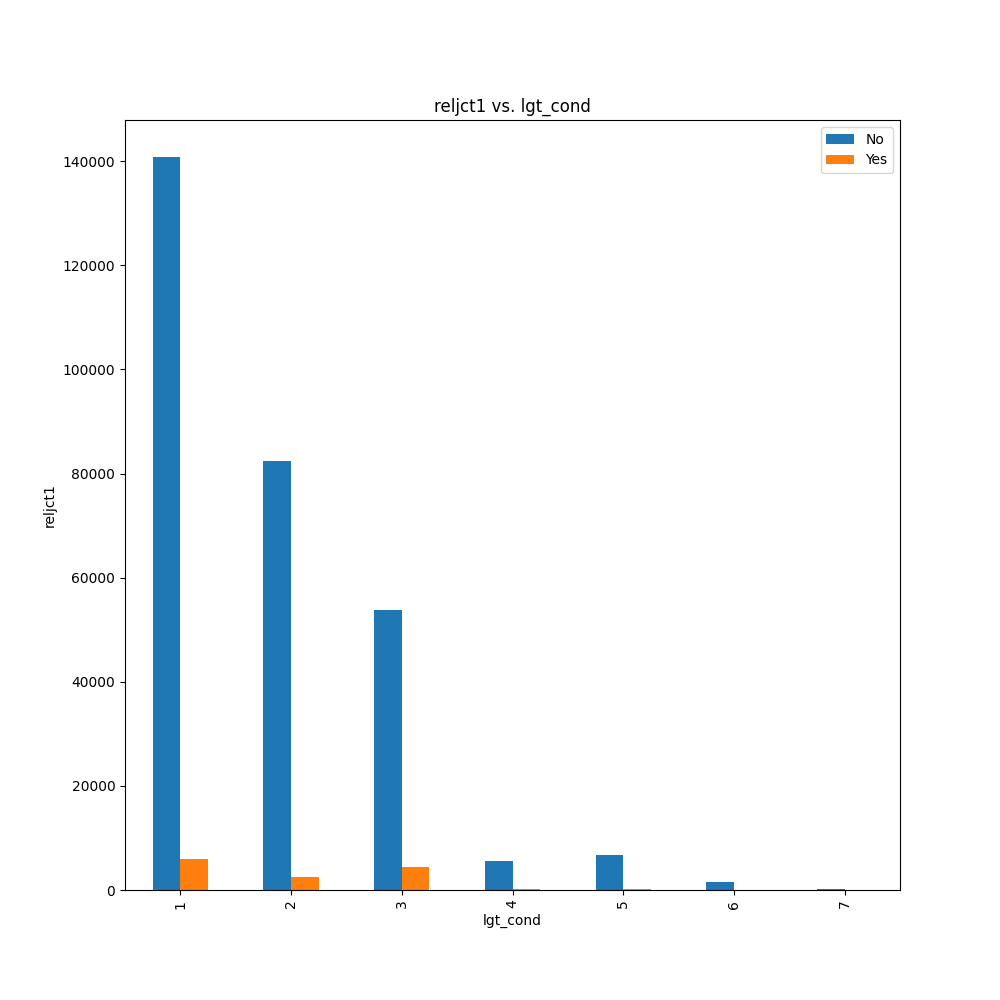 reljct1 vs. lgt_cond
No
Yes
140000
120000
100000
80000
60000
40000
20000
0
reljct1
1 2 3 4 5 6 7
lgt_cond